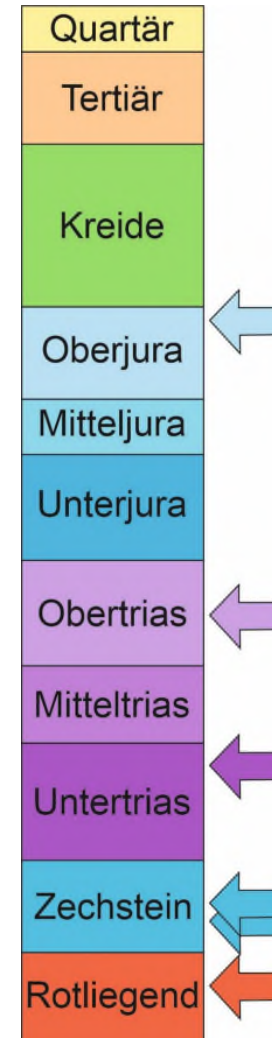 Quartär
Tertiär
Kreide
Oberjura
Mitteljura
Unterjura
Obertrias
Mitteltrias
Untertrias
Zechstein
Rotliegend